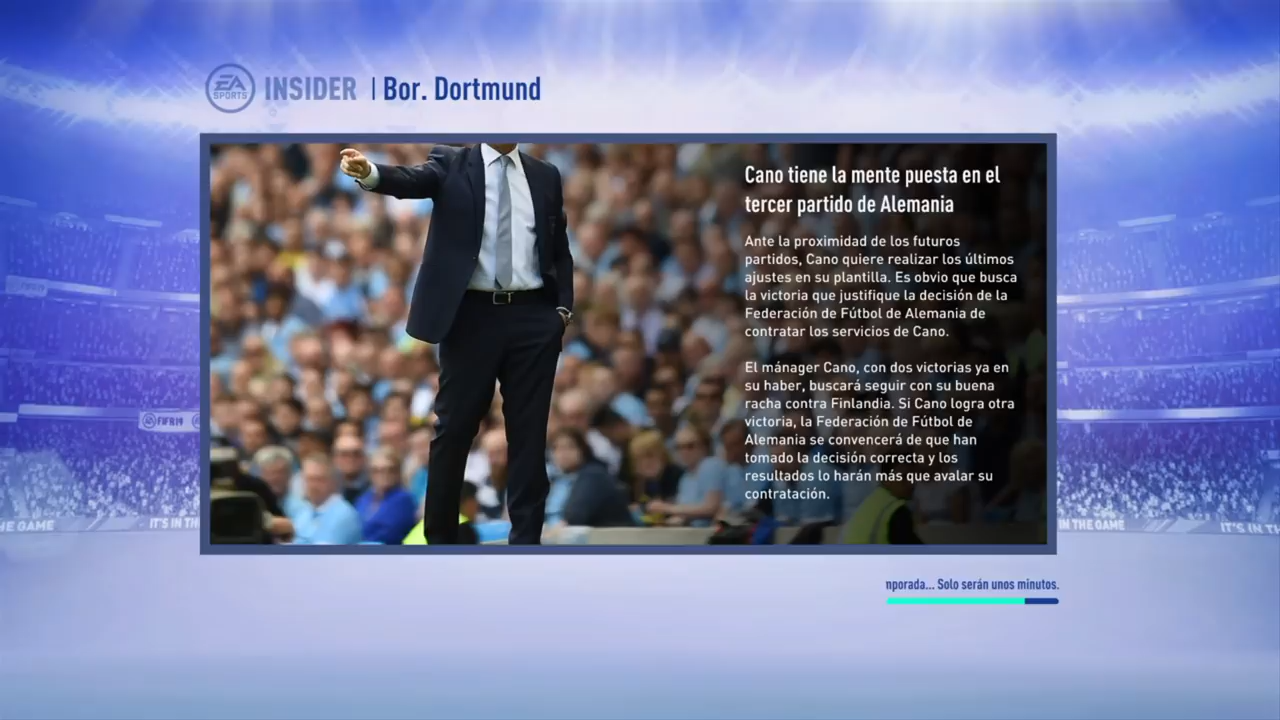 EA SPORTS INSIDER | Bor. Dortmund
Cano tiene la mente puesta en el
tercer partido de Alemania
Ante la proximidad de los futuros
partidos, Cano quiere realizar los últimos
ajustes en su plantilla. Es obvio que busca
la victoria que justifique la decisión de la
Federación de Fútbol de Alemania de
contratar los servicios de Cano.
El mánager Cano, con dos victorias ya en
su haber, buscará seguir con su buena
racha contra Finlandia. Si Cano logra otra
victoria, la Federación de Fútbol de
Alemania se convencerá de que han
tomado la decisión correcta y los
resultados lo harán más que avalar su
contratación.
FIFA19
HE GAME
IT'S IN TH
IN THE GAME
IT'S IN T
nporada... Solo serán unos minutos.